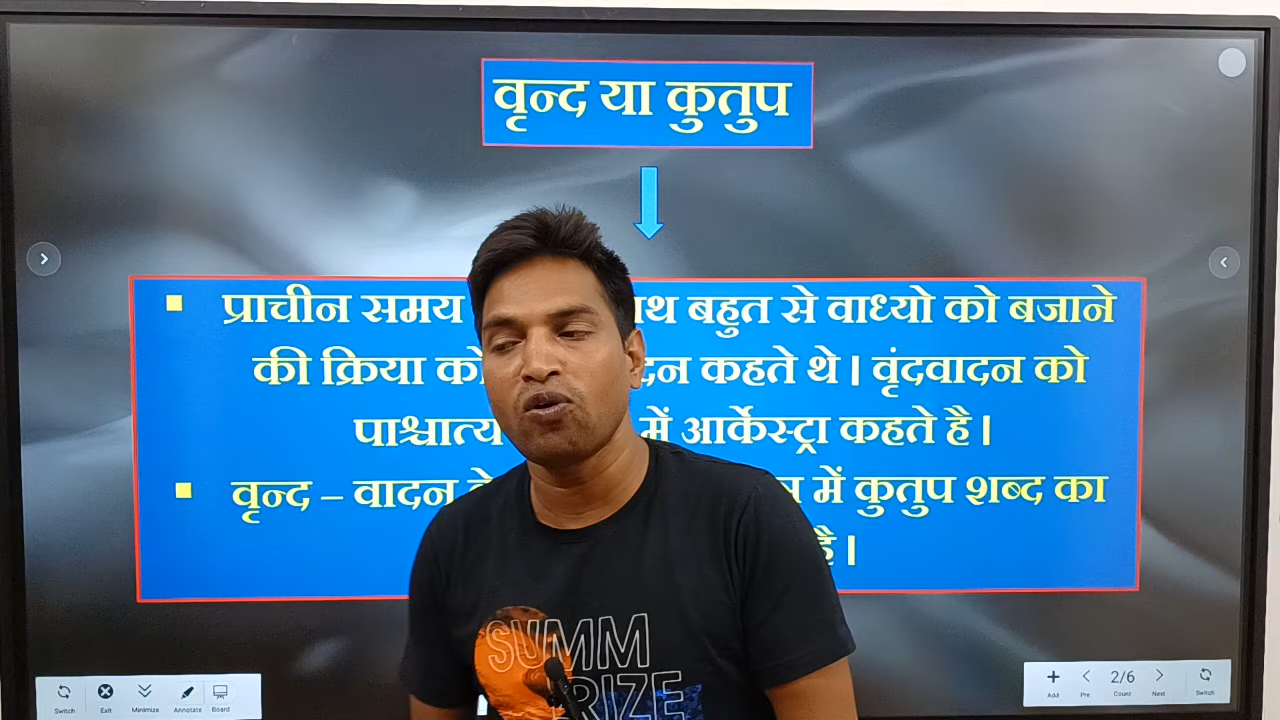 वृन्द या कुतुप
प्राचीन समय बहुत से वाध्यो को बजाने
की क्रिया को कहते थे | वृंदवादन को
पाश्चात्य में आर्केस्ट्रा कहते है |
वृन्द – वादन में कुतुप शब्द का
है |
SUMM
RIZE
Switch Exit Minimize Annotate Board
Add Pre 2/6 Count Next Switch